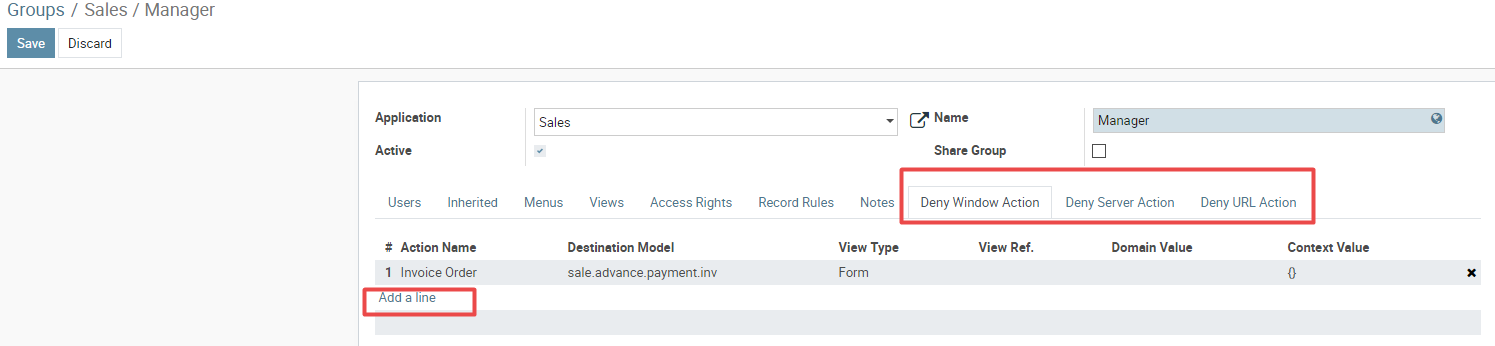 Groups / Sales / Manager
Save Discard
Application Sales Name Manager
Active Share Group
Users Inherited Menus Views Access Rights Record Rules Notes Deny Window Action Deny Server Action Deny URL Action
# Action Name Destination Model View Type View Ref. Domain Value Context Value
1 Invoice Order sale.advance.payment.inv Form {}
Add a line